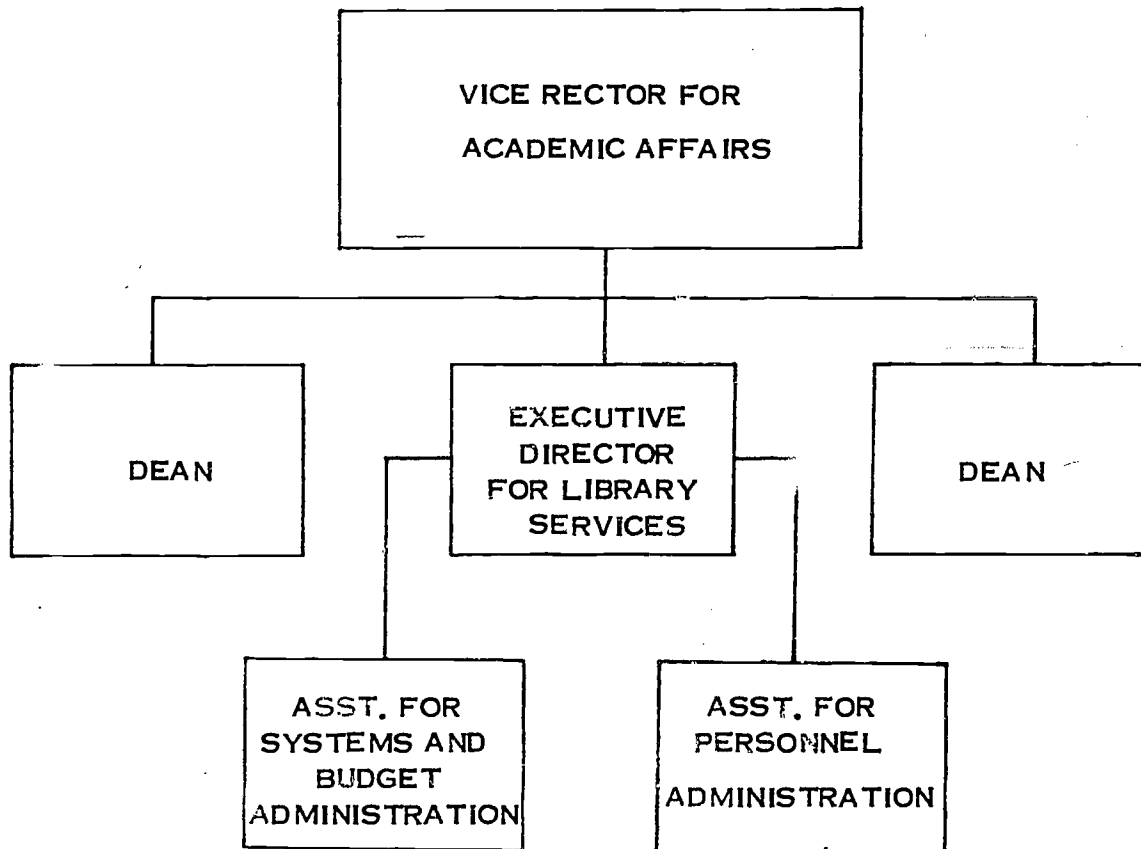 VICE RECTOR FOR
ACADEMIC AFFAIRS
DEAN
EXECUTIVE
DIRECTOR
FOR LIBRARY
SERVICES
DEAN
ASST. FOR
SYSTEMS AND
BUDGET
ADMINISTRATION
ASST. FOR
PERSONNEL
ADMINISTRATION